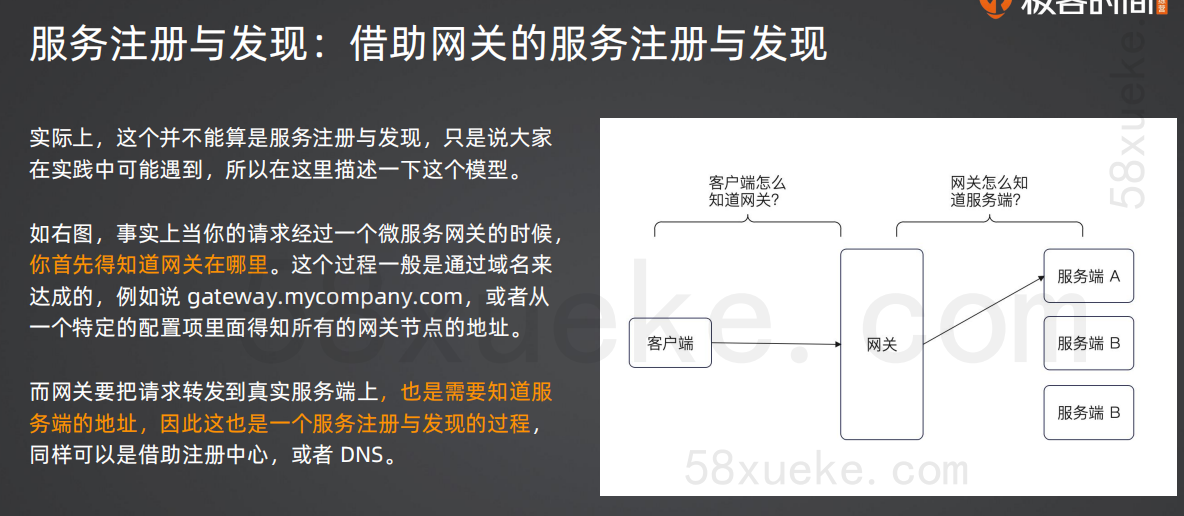 极客时间
服务注册与发现：借助网关的服务注册与发现
实际上，这个并不能算是服务注册与发现，只是说大家
在实践中可能遇到，所以在这里描述一下这个模型。
如右图，事实上当你的请求经过一个微服务网关的时候，
你首先得知道网关在哪里。这个过程一般是通过域名来
达成的，例如说 gateway.mycompany.com，或者从
一个特定的配置项里面得知所有的网关节点的地址。
而网关要把请求转发到真实服务端上，也是需要知道服
务端的地址，因此这也是一个服务注册与发现的过程，
同样可以是借助注册中心，或者 DNS。
客户端怎么
知道网关？
网关怎么知
道服务端？
客户端
网关
服务端 A
服务端 B
服务端 B
58xueke.com
58xueke.com
58xueke.